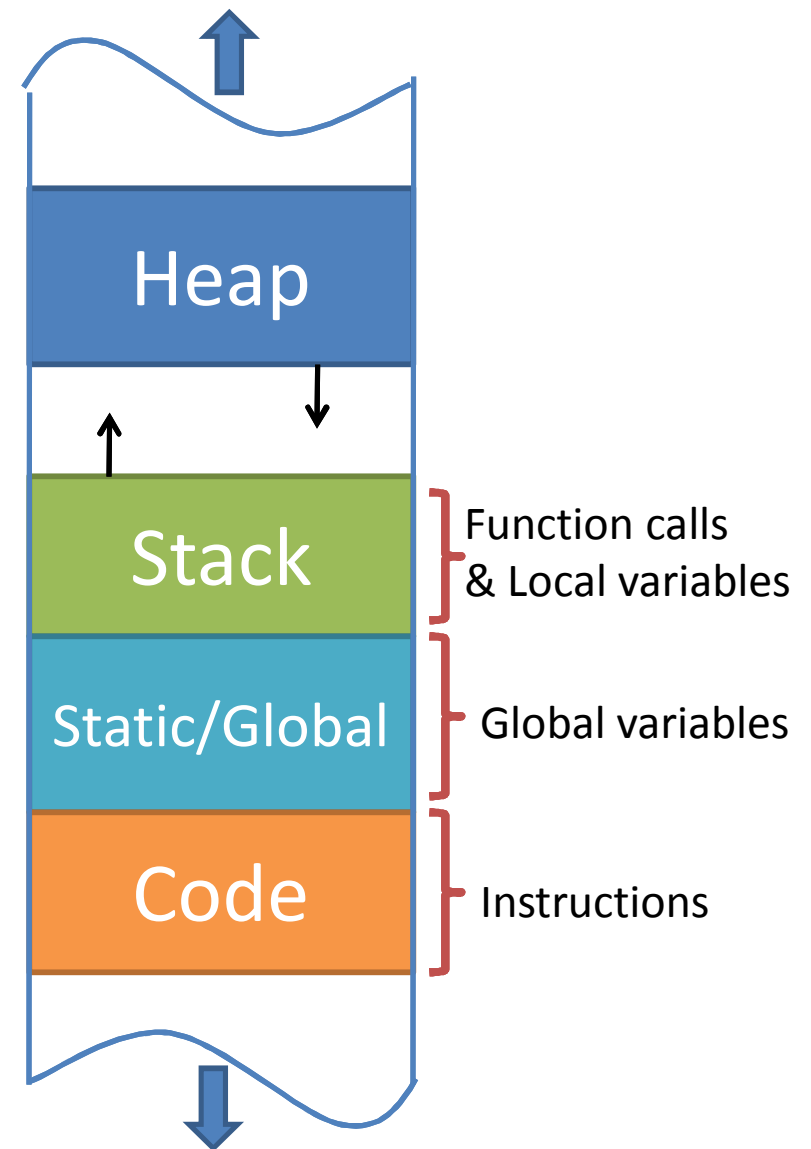 Heap
Stack
Function calls
& Local variables
Static/Global
Global variables
Code
Instructions